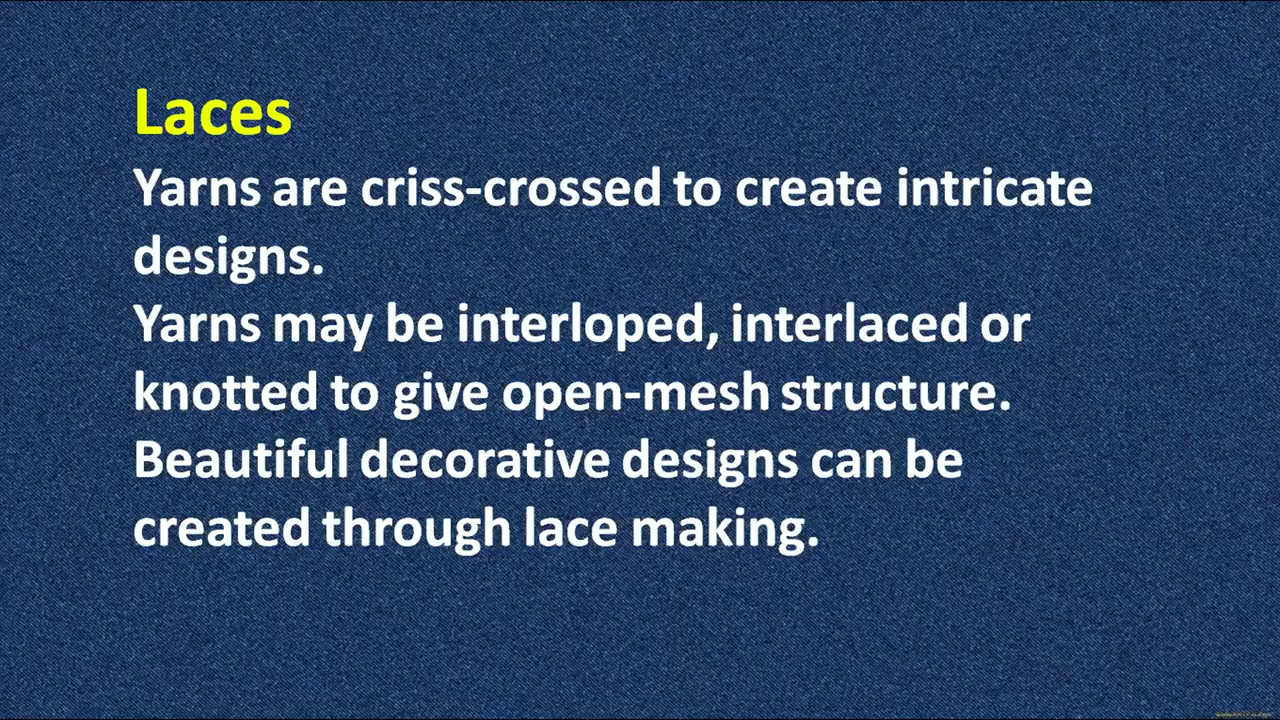 Laces
Yarns are criss-crossed to create intricate
designs.
Yarns may be interloped, interlaced or
knotted to give open-mesh structure.
Beautiful decorative designs can be
created through lace making.